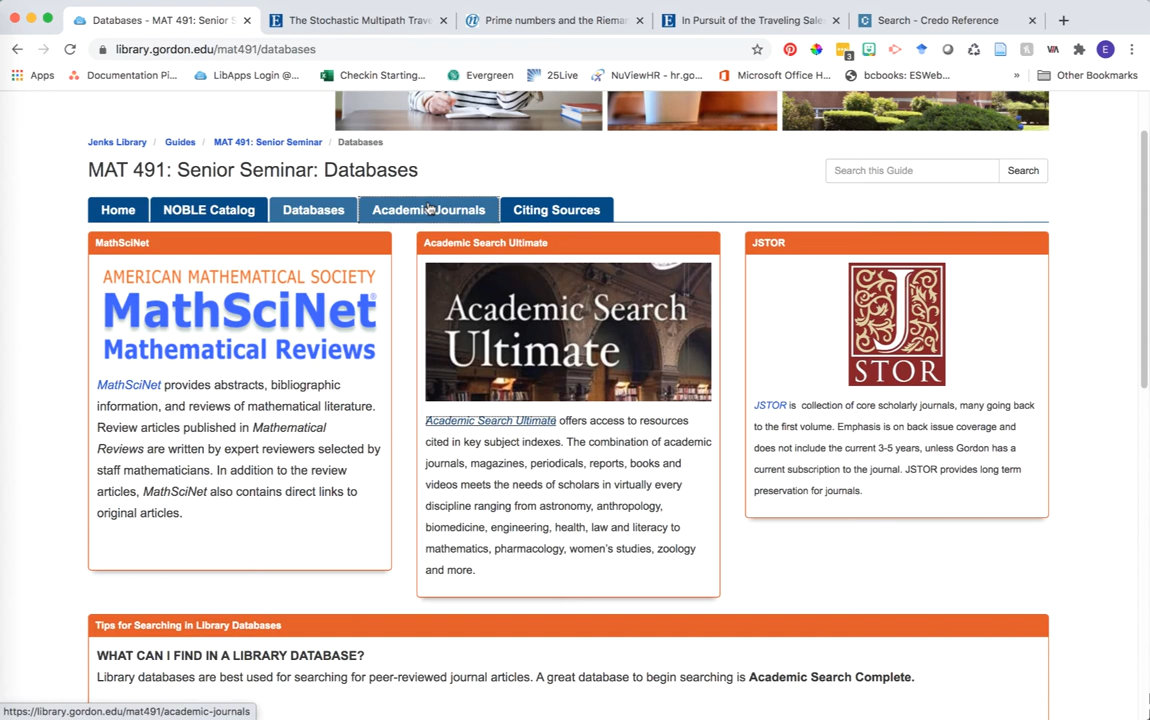 Databases - MAT 491: Senior S
The Stochastic Multipath Trave
Prime numbers and the Riemar
In Pursuit of the Traveling Sale
Search - Credo Reference
library.gordon.edu/mat491/databases
3
E
Apps
Documentation Pi...
LibApps Login @...
Checkin Starting...
Evergreen
25Live
NuViewHR - hr.go...
Microsoft Office H...
bcbooks: ESWeb...
»
Other Bookmarks
Jenks Library / Guides / MAT 491: Senior Seminar / Databases
MAT 491: Senior Seminar: Databases
Search this Guide
Search
Home
NOBLE Catalog
Databases
Academic Journals
Citing Sources
MathSciNet
AMERICAN MATHEMATICAL SOCIETY
MathSciNet®
Mathematical Reviews
MathSciNet provides abstracts, bibliographic
information, and reviews of mathematical literature.
Review articles published in Mathematical
Reviews are written by expert reviewers selected by
staff mathematicians. In addition to the review
articles, MathSciNet also contains direct links to
original articles.
Academic Search Ultimate
Academic Search
Ultimate
Academic Search Ultimate offers access to resources
cited in key subject indexes. The combination of academic
journals, magazines, periodicals, reports, books and
videos meets the needs of scholars in virtually every
discipline ranging from astronomy, anthropology,
biomedicine, engineering, health, law and literacy to
mathematics, pharmacology, women's studies, zoology
and more.
JSTOR
J
STOR
JSTOR is collection of core scholarly journals, many going back
to the first volume. Emphasis is on back issue coverage and
does not include the current 3-5 years, unless Gordon has a
current subscription to the journal. JSTOR provides long term
preservation for journals.
Tips for Searching in Library Databases
WHAT CAN I FIND IN A LIBRARY DATABASE?
Library databases are best used for searching for peer-reviewed journal articles. A great database to begin searching is Academic Search Complete.
https://library.gordon.edu/mat491/academic-journals